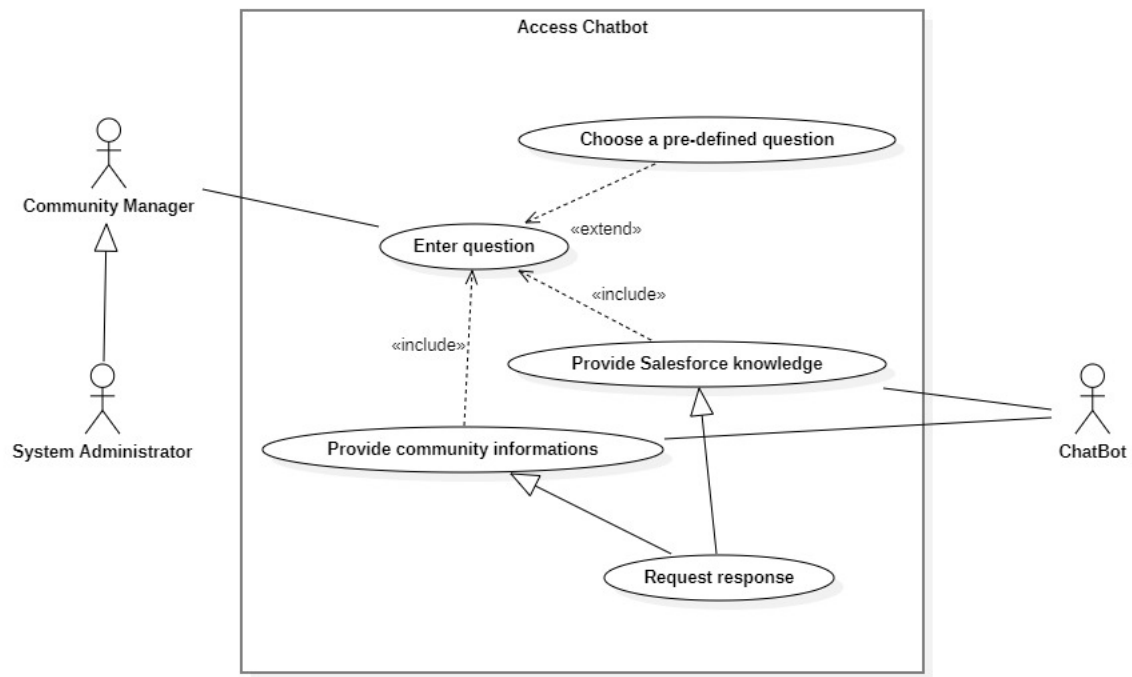 Access Chatbot
Choose a pre-defined question
Community Manager
«extend»
Enter question
«include»
«include»
Provide Salesforce knowledge
System Administrator
Provide community informations
ChatBot
Request response